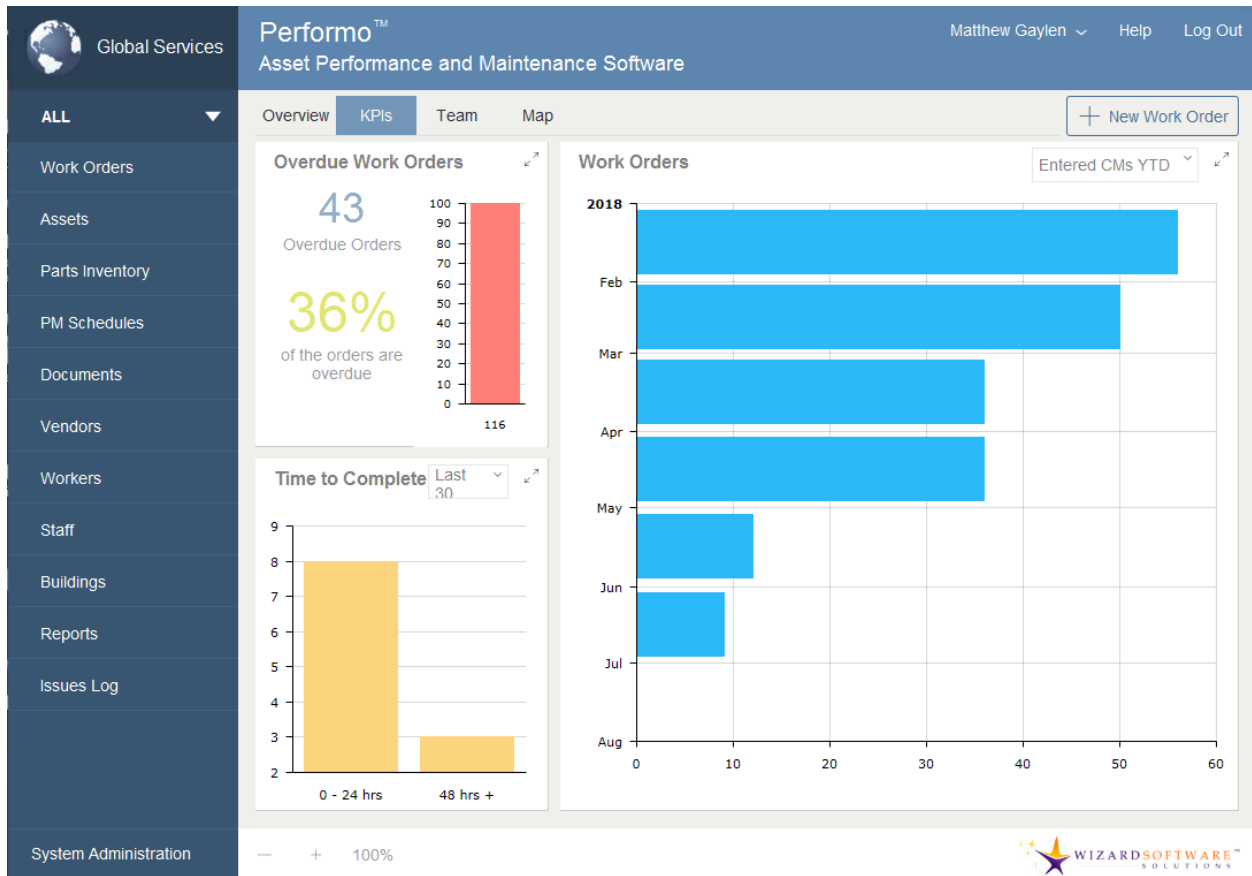 Global Services
Performo™
Asset Performance and Maintenance Software
Matthew Gaylen
Help
Log Out
ALL
Work Orders
Assets
Parts Inventory
PM Schedules
Documents
Vendors
Workers
Staff
Buildings
Reports
Issues Log
System Administration
Overview
KPIs
Team
Map
+ New Work Order
Overdue Work Orders
43
Overdue Orders
36%
of the orders are
overdue
100
90
80
70
60
50
40
30
20
10
0
116
Time to Complete
Last
30
9
8
7
6
5
4
3
2
0 - 24 hrs
48 hrs +
Work Orders
Entered CMs YTD
2018
Feb
Mar
Apr
May
Jun
Jul
Aug
0
10
20
30
40
50
60
— + 100%
WIZARDSOFTWARE™
SOLUTIONS